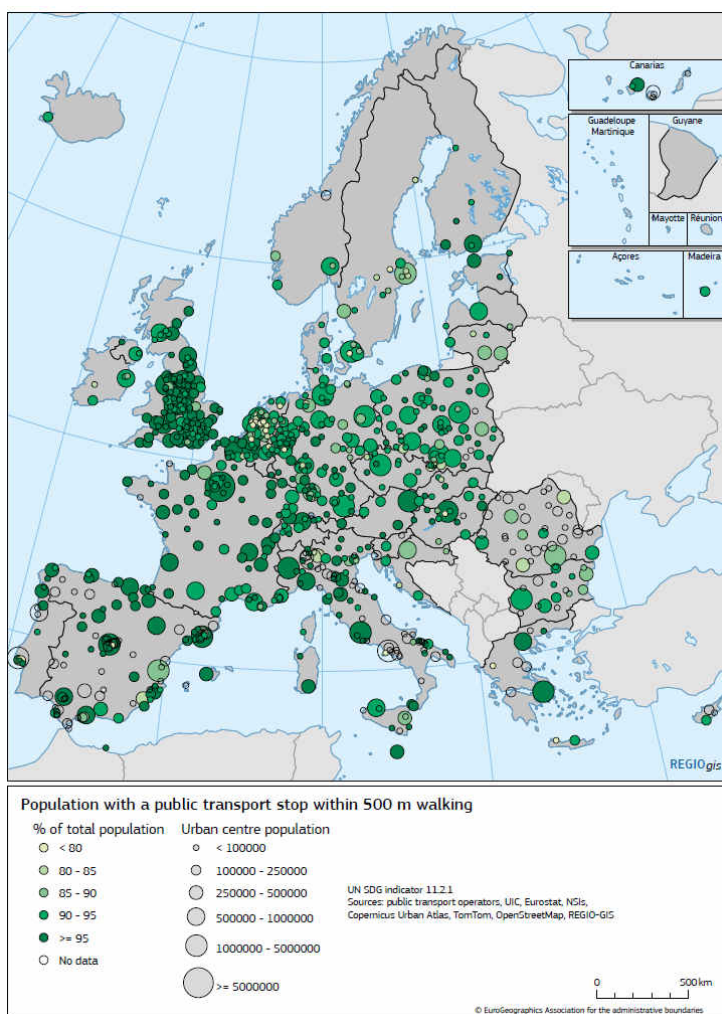 Canarias
Guadeloupe
Martinique
Guyane
Mayotte
Réunion
Açores
Madeira
REGIOgis
Population with a public transport stop within 500 m walking
% of total population
< 80
80 - 85
85 - 90
90 - 95
>= 95
No data
Urban centre population
< 100000
100000 - 250000
250000 - 500000
500000 - 1000000
1000000 - 5000000
>= 5000000
UN SDG indicator 11.2.1
Sources: public transport operators, UIC, Eurostat, NSIs,
Copernicus Urban Atlas, TomTom, OpenStreetMap, REGIO-GIS
0 500 km
© EuroGeographics Association for the administrative boundaries